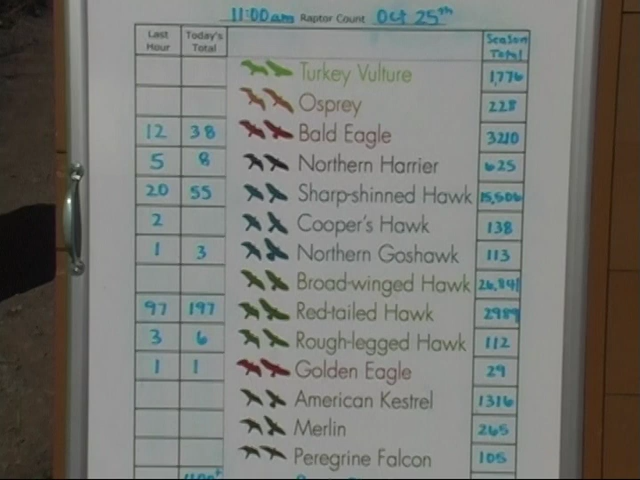 11:00am Raptor Count Oct 25th
Last Hour Today's Total Season Total
Turkey Vulture 1,776
Osprey 228
12 38 Bald Eagle 3210
5 8 Northern Harrier 625
20 55 Sharp-shinned Hawk 15,506
2 Cooper's Hawk 138
1 3 Northern Goshawk 113
Broad-winged Hawk
97 197 Red-tailed Hawk 2989
3 6 Rough-legged Hawk 112
1 1 Golden Eagle 29
American Kestrel 1316
Merlin 265
Peregrine Falcon 105